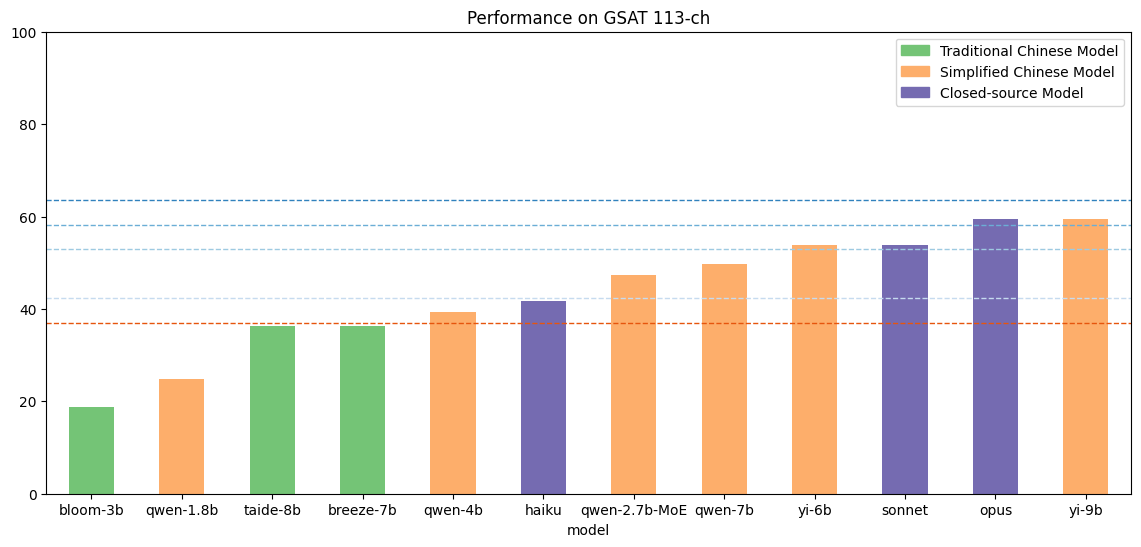 Performance on GSAT 113-ch
100
80
60
40
20
0
Traditional Chinese Model
Simplified Chinese Model
Closed-source Model
bloom-3b qwen-1.8b taide-8b breeze-7b qwen-4b haiku qwen-2.7b-MoE qwen-7b yi-6b sonnet opus yi-9b
model